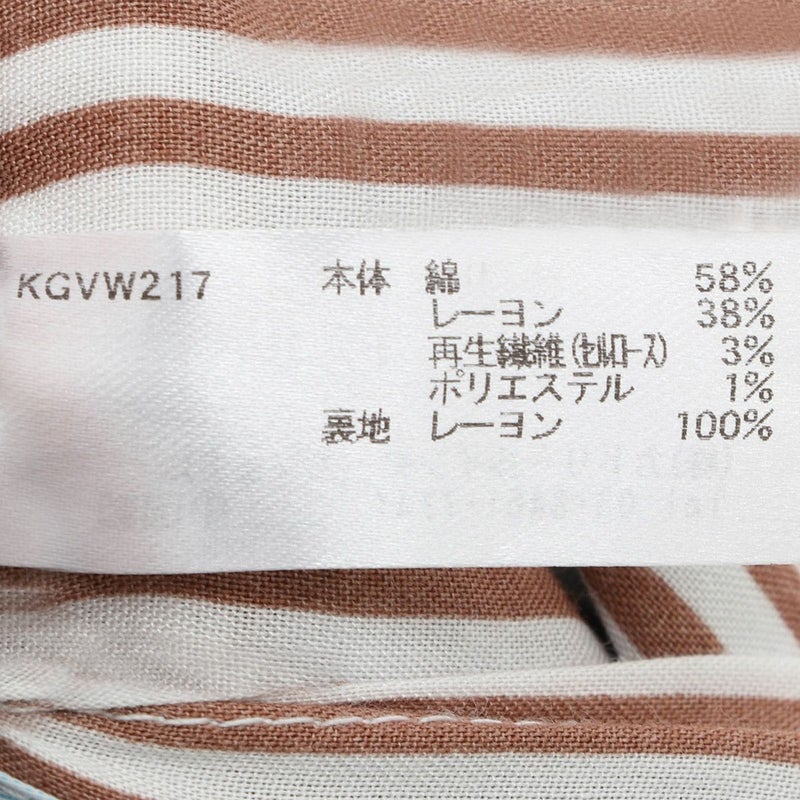 KGVW217 本体 綿 58%
レーヨン 38%
再生繊維(セルロース) 3%
ポリエステル 1%
裏地 レーヨン 100%